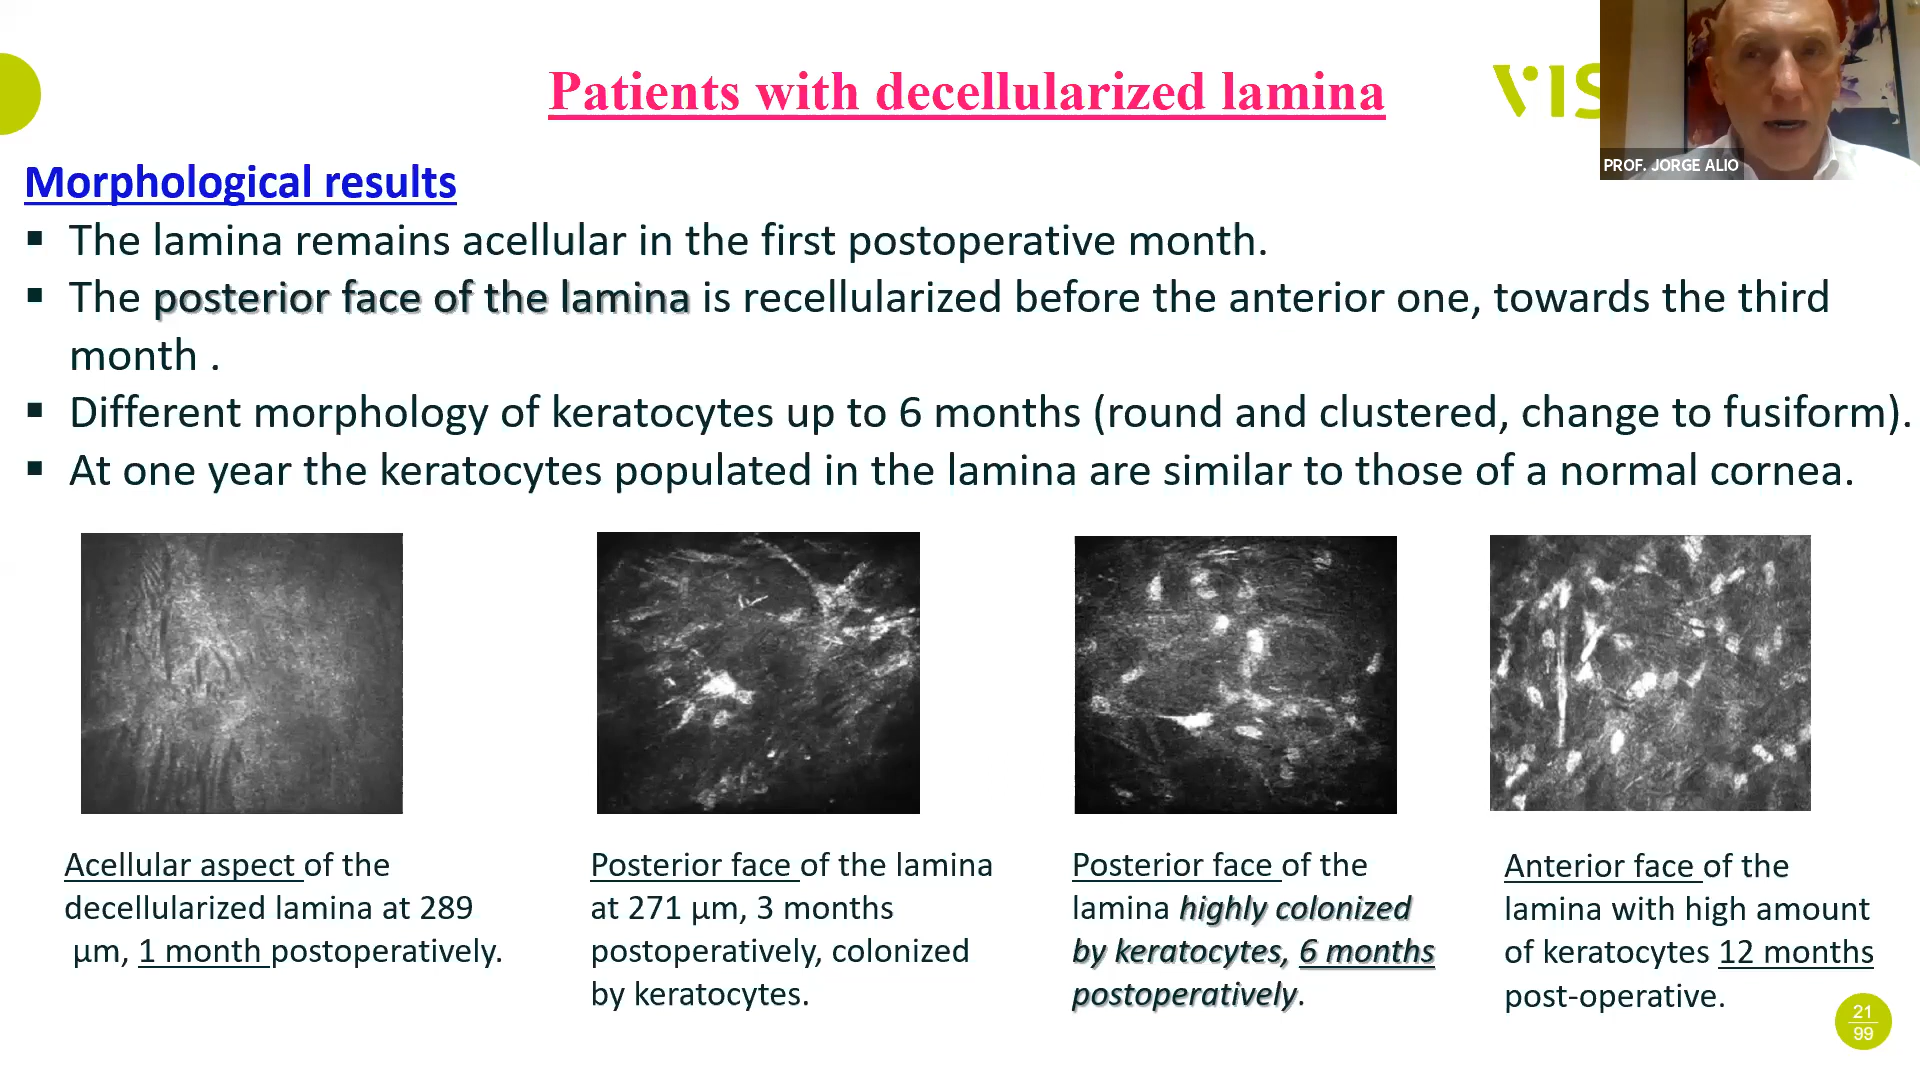 Patients with decellularized lamina
VIS
PROF. JORGE ALIO
Morphological results
▪ The lamina remains acellular in the first postoperative month.
▪ The posterior face of the lamina is recellularized before the anterior one, towards the third
month .
▪ Different morphology of keratocytes up to 6 months (round and clustered, change to fusiform).
▪ At one year the keratocytes populated in the lamina are similar to those of a normal cornea.
Acellular aspect of the
decellularized lamina at 289
µm, 1 month postoperatively.
Posterior face of the lamina
at 271 µm, 3 months
postoperatively, colonized
by keratocytes.
Posterior face of the
lamina highly colonized
by keratocytes, 6 months
postoperatively.
Anterior face of the
lamina with high amount
of keratocytes 12 months
post-operative.
21
99